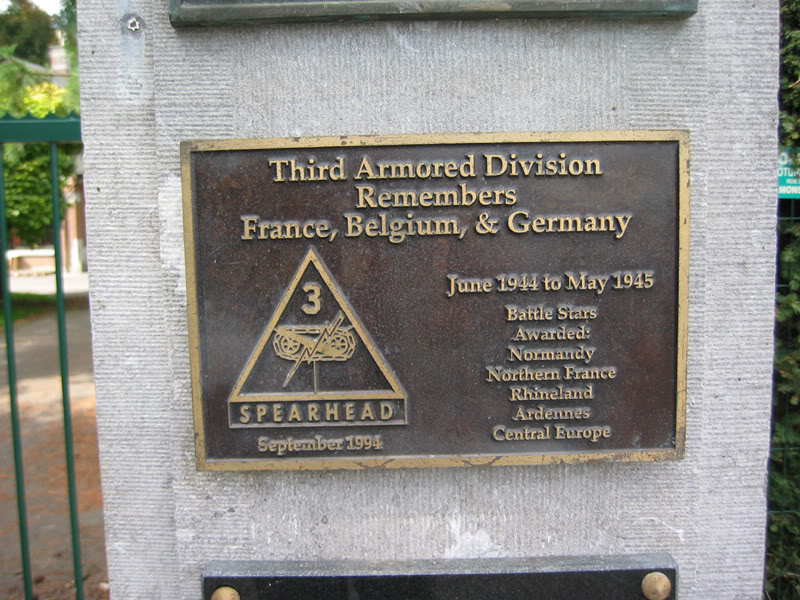 Third Armored Division
Remembers
France, Belgium, & Germany
3
SPEARHEAD
September 1994
June 1944 to May 1945
Battle Stars
Awarded:
Normandy
Northern France
Rhineland
Ardennes
Central Europe
MONS